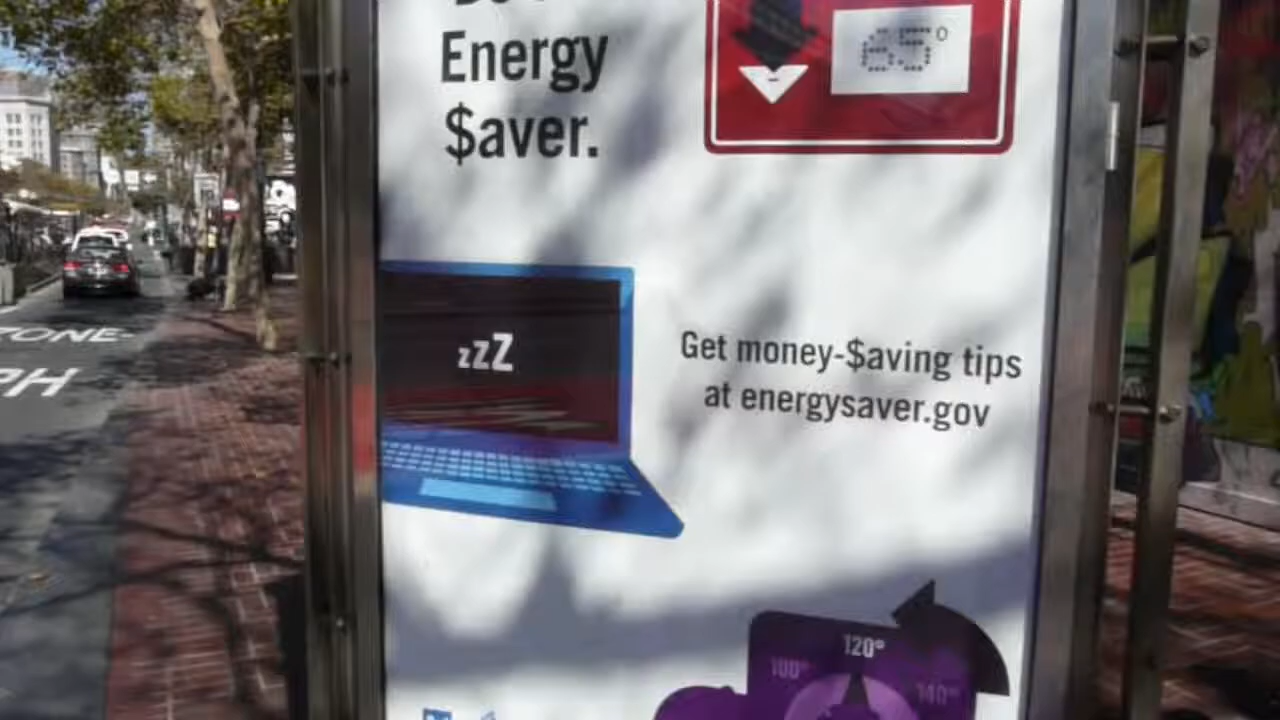 Energy
$aver.
65°
zzZ
Get money-$aving tips
at energysaver.gov
120°
100°
140°
ZONE
PH